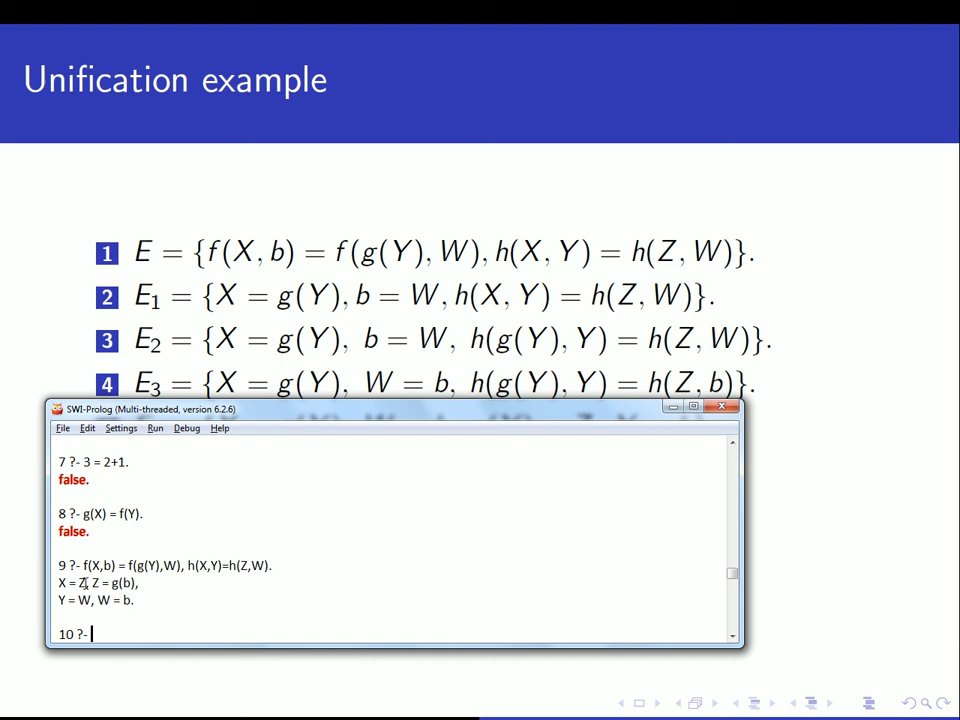 Unification example
1 E = {f(X, b) = f(g(Y), W), h(X, Y) = h(Z, W)}.
2 E₁ = {X = g(Y), b = W, h(X, Y) = h(Z, W)}.
3 E₂ = {X = g(Y), b = W, h(g(Y), Y) = h(Z, W)}.
4 E₃ = {X = g(Y), W = b, h(g(Y), Y) = h(Z, b)}.
SWI-Prolog (Multi-threaded, version 6.2.6)
File Edit Settings Run Debug Help
7 ?- 3 = 2+1.
false.
8 ?- g(X) = f(Y).
false.
9 ?- f(X,b) = f(g(Y),W), h(X,Y)=h(Z,W).
X = Z, Z = g(b),
Y = W, W = b.
10 ?-